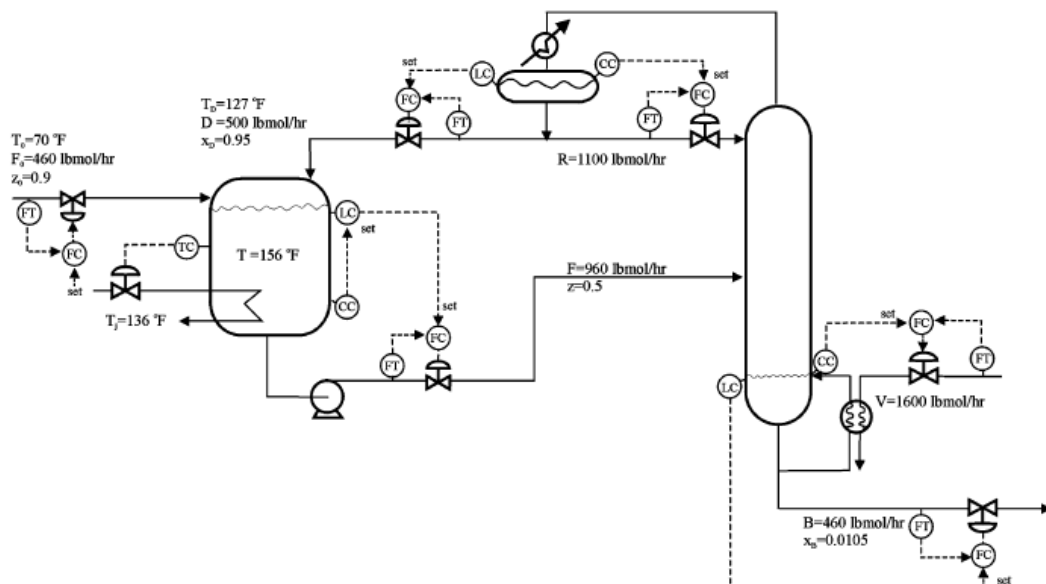 LC
CC
set
set
FC
FC
FT
FT
T_D=127 °F
D =500 lbmol/hr
x_D=0.95
T_0=70 °F
F_0=460 lbmol/hr
z_0=0.9
R=1100 lbmol/hr
FT
FC
set
TC
T =156 °F
LC
set
CC
T_J=136 °F
F=960 lbmol/hr
z=0.5
set
FC
FT
set
FC
CC
FT
LC
V=1600 lbmol/hr
B=460 lbmol/hr
x_B=0.0105
FT
FC
set